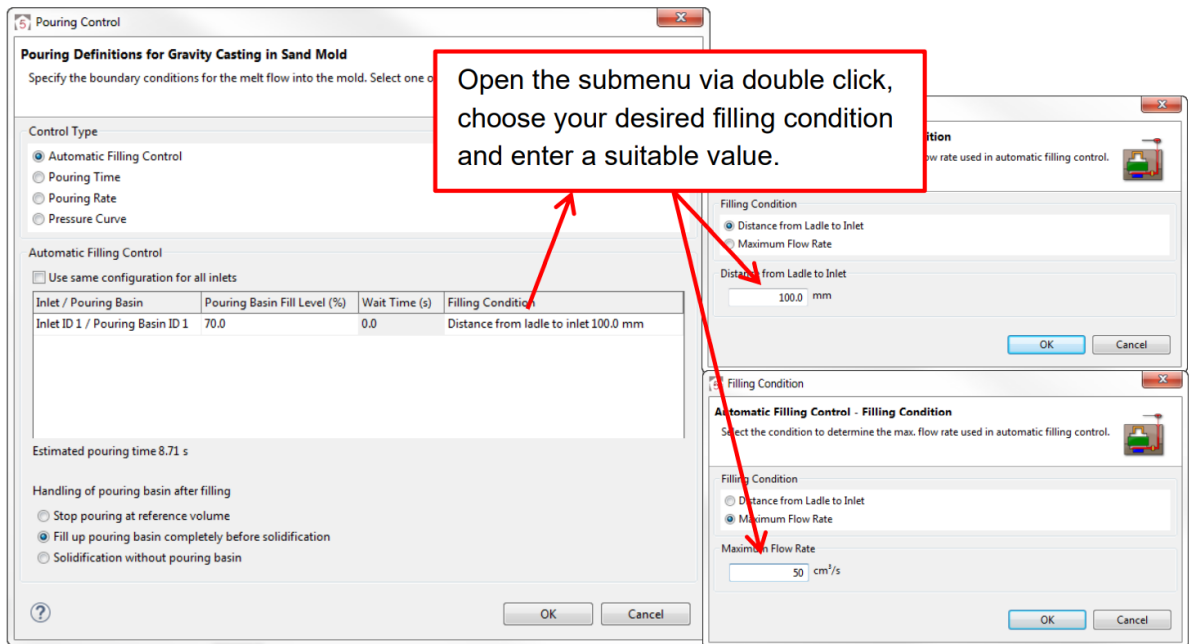 Pouring Control
Pouring Definitions for Gravity Casting in Sand Mold
Specify the boundary conditions for the melt flow into the mold. Select one o
Control Type
Automatic Filling Control
Pouring Time
Pouring Rate
Pressure Curve
Automatic Filling Control
Use same configuration for all inlets
Inlet / Pouring Basin Pouring Basin Fill Level (%) Wait Time (s) Filling Condition
Inlet ID 1 / Pouring Basin ID 1 70.0 0.0 Distance from ladle to inlet 100.0 mm
Estimated pouring time 8.71 s
Handling of pouring basin after filling
Stop pouring at reference volume
Fill up pouring basin completely before solidification
Solidification without pouring basin
OK Cancel
Open the submenu via double click,
choose your desired filling condition
and enter a suitable value.
ition
ow rate used in automatic filling control.
Filling Condition
Distance from Ladle to Inlet
Maximum Flow Rate
Distance from Ladle to Inlet
100.0 mm
OK Cancel
Filling Condition
Automatic Filling Control - Filling Condition
Select the condition to determine the max. flow rate used in automatic filling control.
Filling Condition
Distance from Ladle to Inlet
Maximum Flow Rate
Maximum Flow Rate
50 cm³/s
OK Cancel